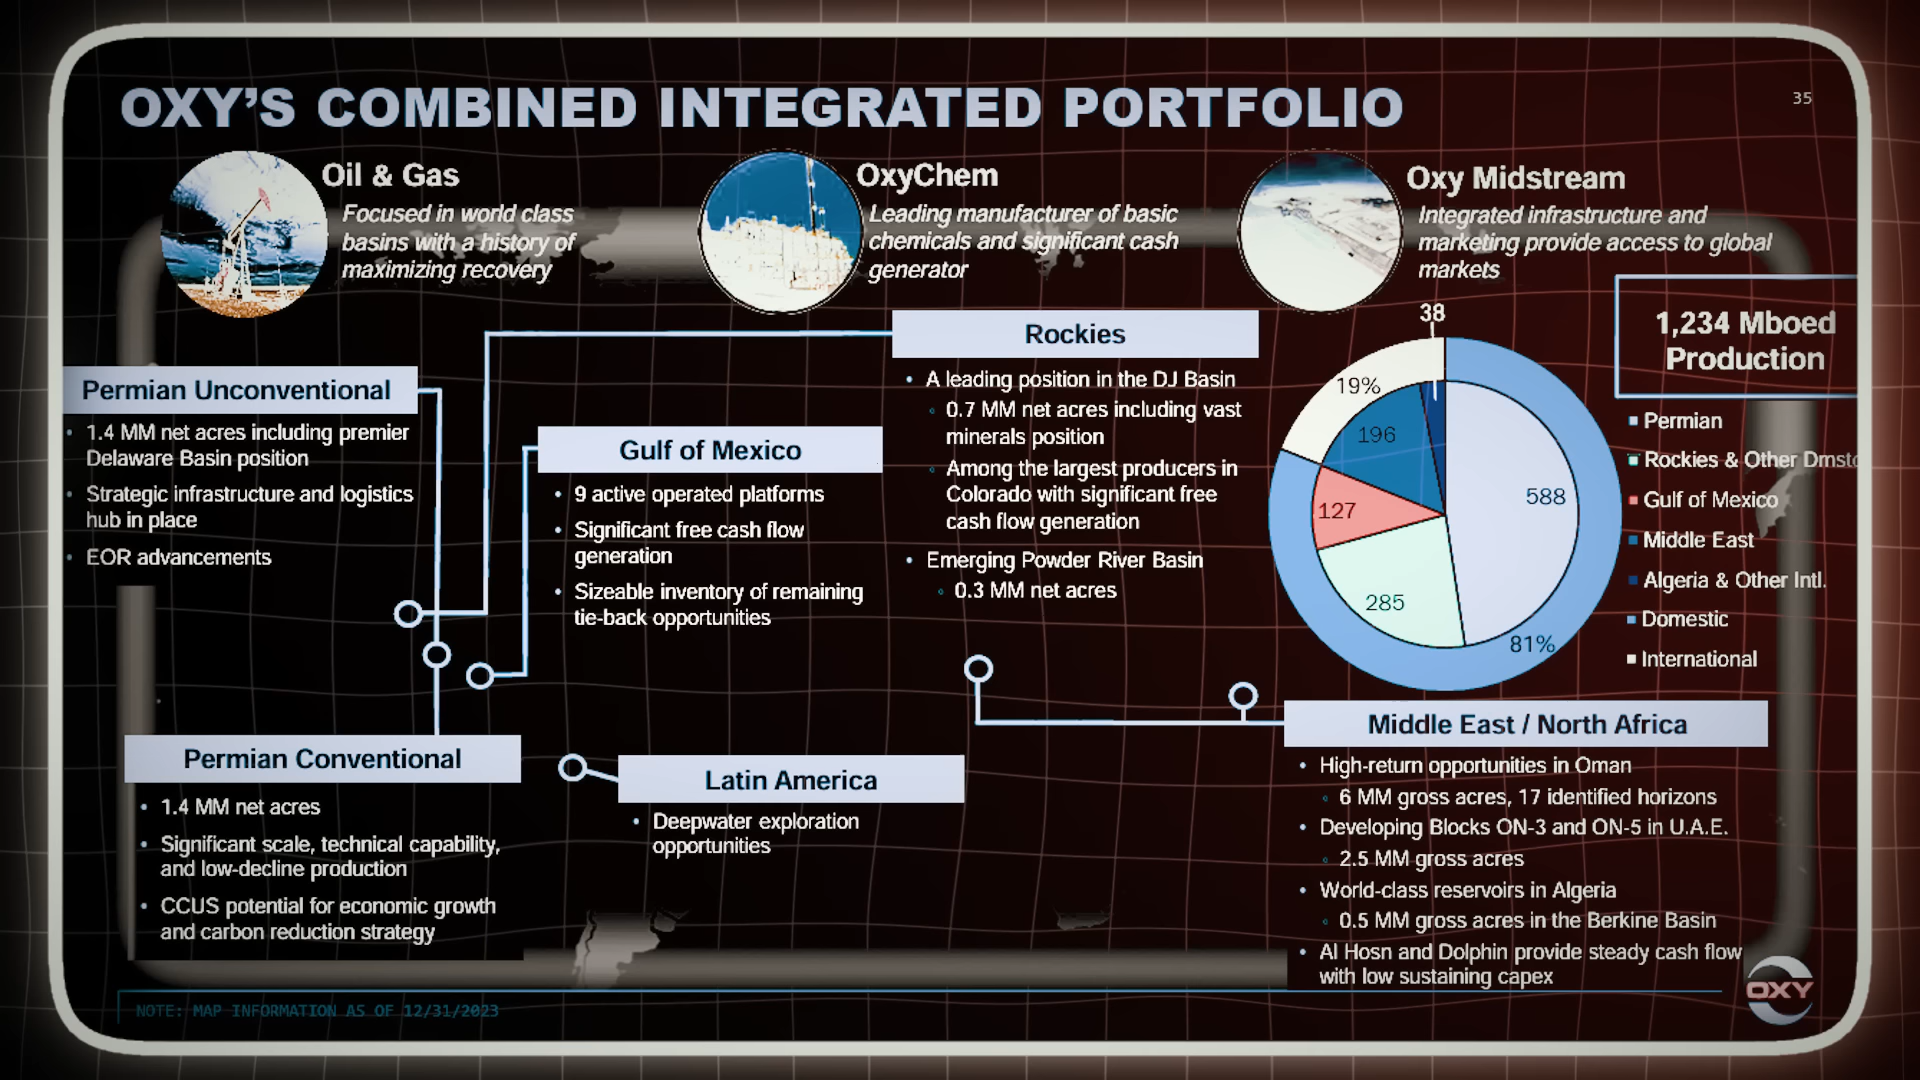 OXY'S COMBINED INTEGRATED PORTFOLIO
35
Oil & Gas
Focused in world class
basins with a history of
maximizing recovery
OxyChem
Leading manufacturer of basic
chemicals and significant cash
generator
Oxy Midstream
Integrated infrastructure and
marketing provide access to global
markets
Permian Unconventional
• 1.4 MM net acres including premier
Delaware Basin position
• Strategic infrastructure and logistics
hub in place
• EOR advancements
Gulf of Mexico
• 9 active operated platforms
• Significant free cash flow
generation
• Sizeable inventory of remaining
tie-back opportunities
Rockies
• A leading position in the DJ Basin
◦ 0.7 MM net acres including vast
minerals position
◦ Among the largest producers in
Colorado with significant free
cash flow generation
• Emerging Powder River Basin
◦ 0.3 MM net acres
38
19%
196
127
285
588
81%
1,234 Mboed
Production
Permian
Rockies & Other
Gulf of Mexico
Middle East
Algeria & Other Intl.
Domestic
International
Permian Conventional
• 1.4 MM net acres
• Significant scale, technical capability,
and low-decline production
• CCUS potential for economic growth
and carbon reduction strategy
Latin America
• Deepwater exploration
opportunities
Middle East / North Africa
• High-return opportunities in Oman
◦ 6 MM gross acres, 17 identified horizons
• Developing Blocks ON-3 and ON-5 in U.A.E.
◦ 2.5 MM gross acres
• World-class reservoirs in Algeria
◦ 0.5 MM gross acres in the Berkine Basin
• Al Hosn and Dolphin provide steady cash flow
with low sustaining capex
NOTE: MAP INFORMATION AS OF 12/31/2023
OXY